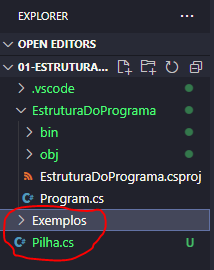 EXPLORER
OPEN EDITORS
01-ESTRUTURA...
.vscode
EstruturaDoPrograma
bin
obj
EstruturaDoPrograma.csproj
Program.cs
Exemplos
Pilha.cs U